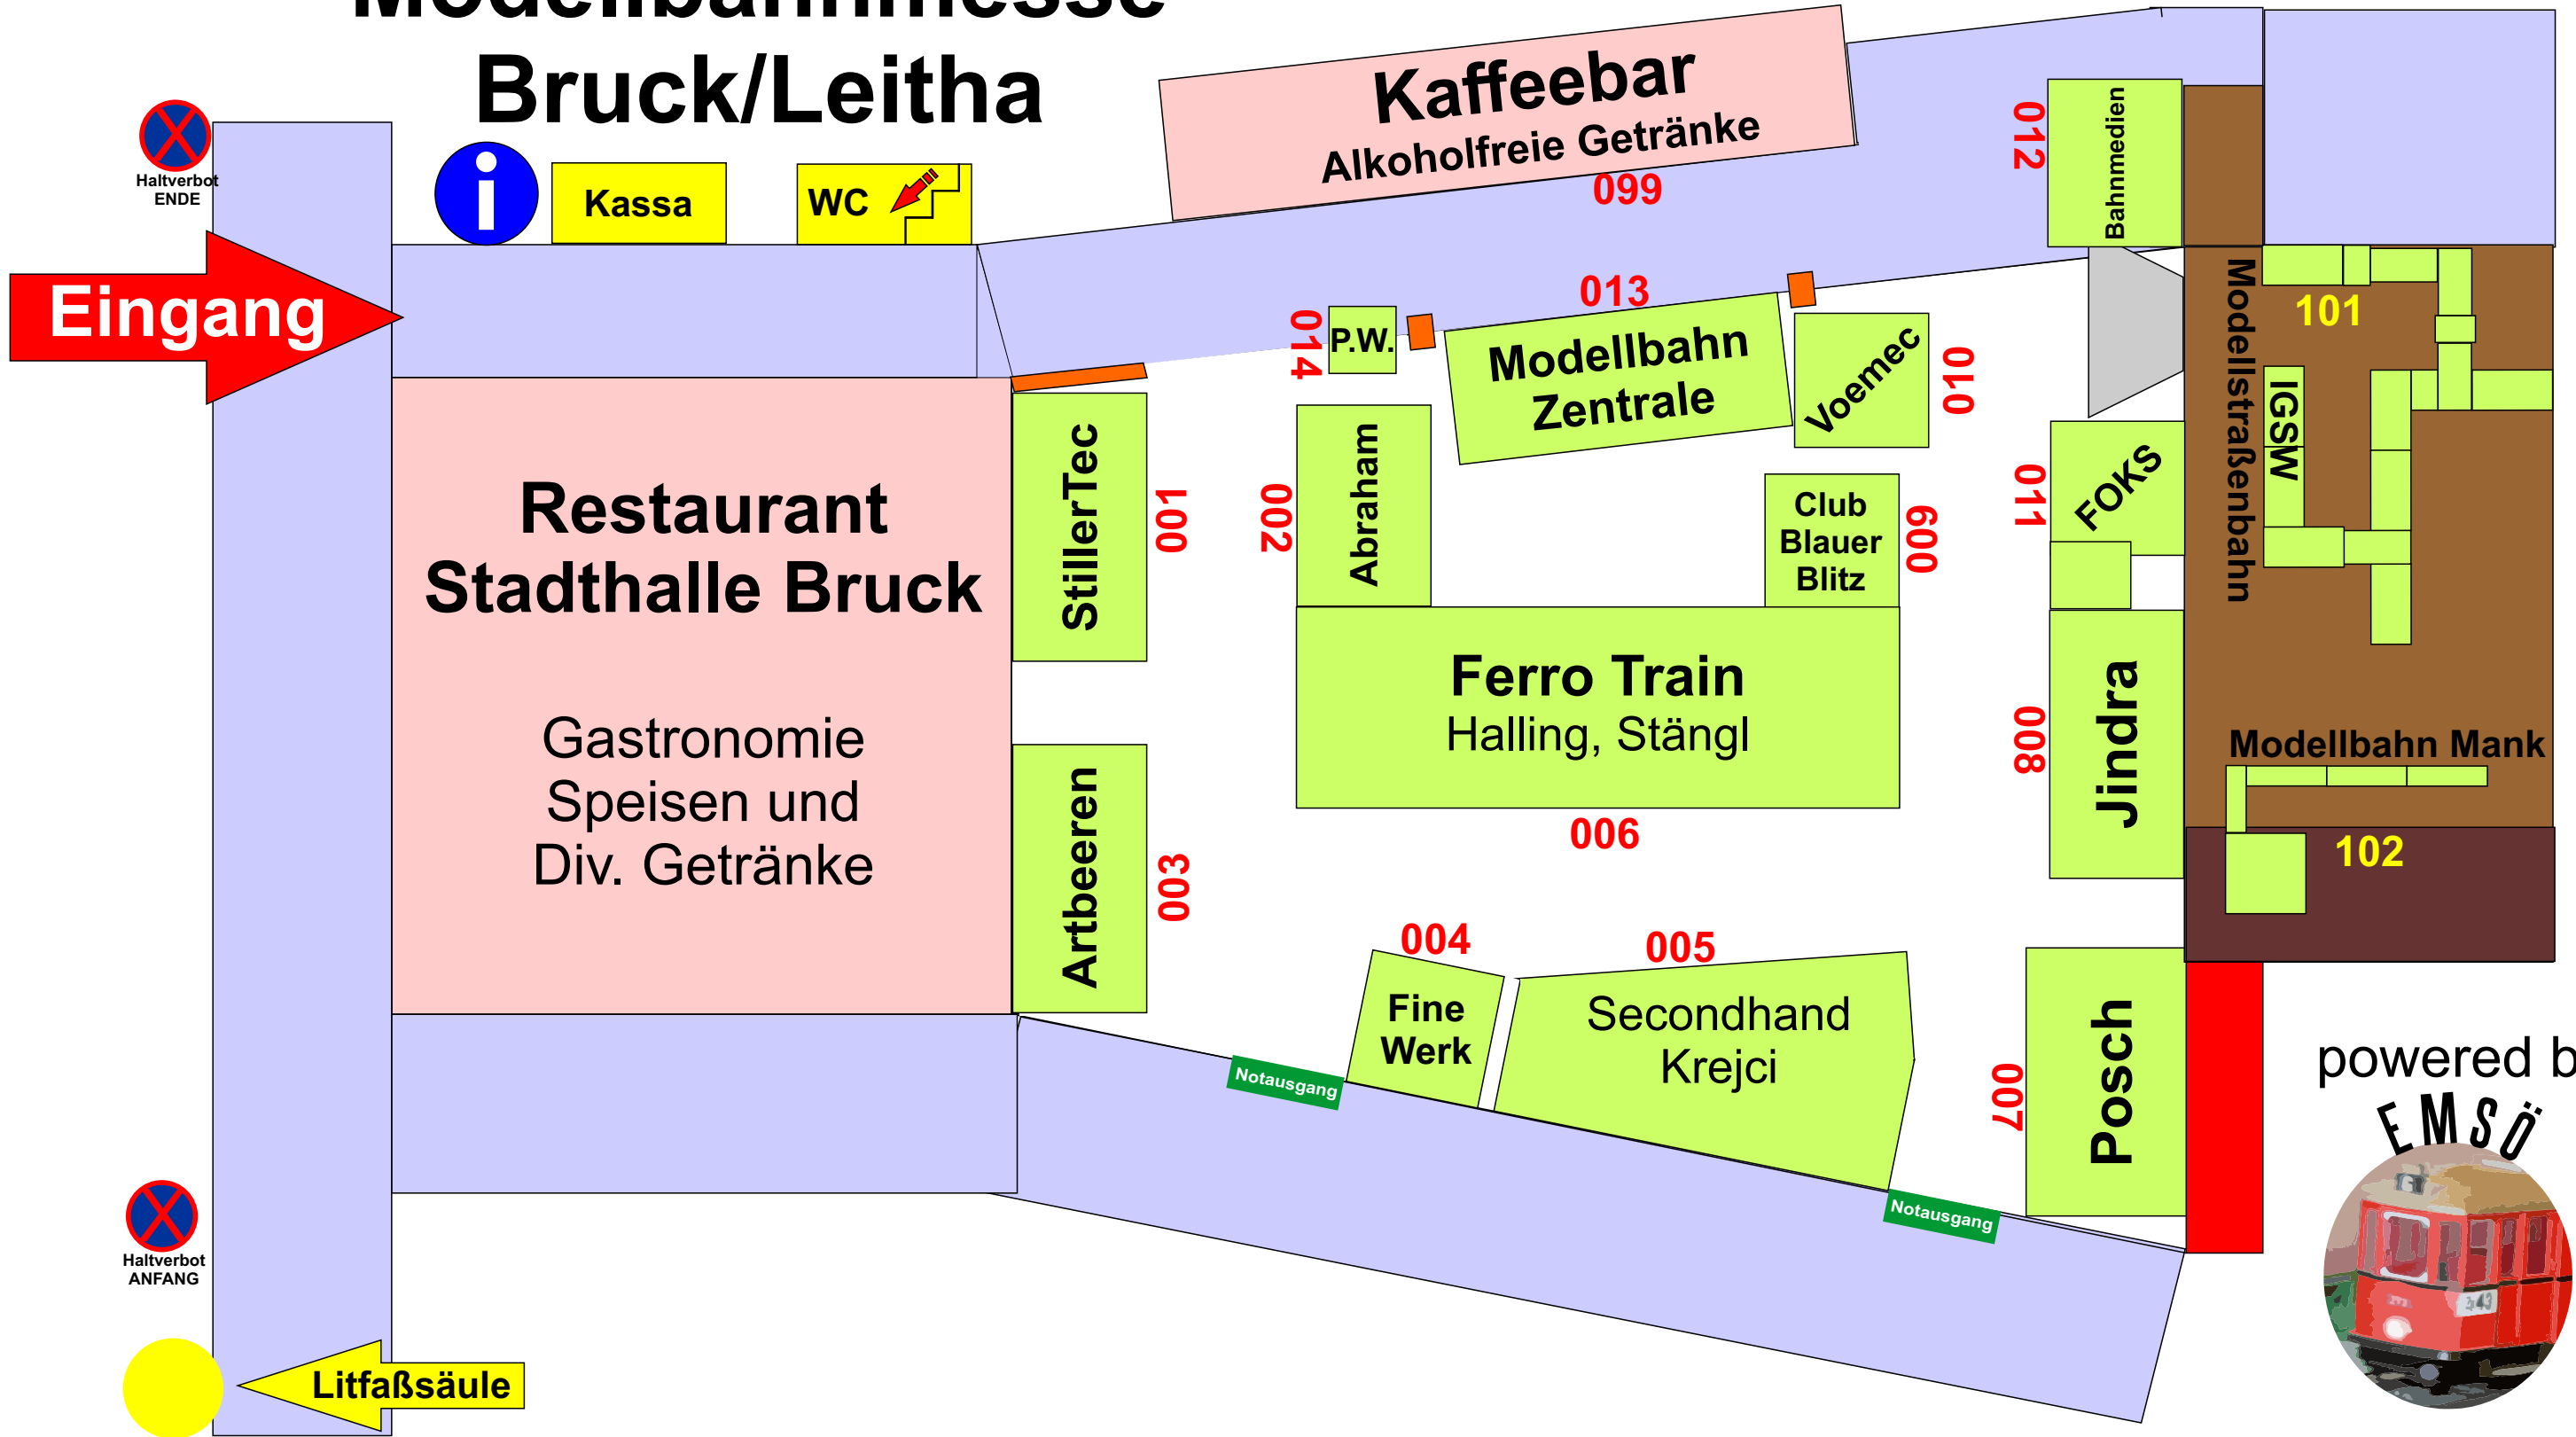 Modellbahnmesse
Bruck/Leitha
Haltverbot
ENDE
i
Kassa
WC
Eingang
Kaffeebar
Alkoholfreie Getränke
099
012
Bahnmedien
013
014
P.W.
Modellbahn
Zentrale
Voemec
010
Modellstraßenbahn
101
IGSW
Restaurant
Stadthalle Bruck
Gastronomie
Speisen und
Div. Getränke
StillerTec
001
002
Abraham
Club
Blauer
Blitz
009
011
FOKS
Ferro Train
Halling, Stängl
006
008
Jindra
Modellbahn Mank
102
Artbeeren
003
004
Fine
Werk
005
Secondhand
Krejci
007
Posch
Notausgang
Notausgang
powered b
EMSÖ
Haltverbot
ANFANG
Litfaßsäule